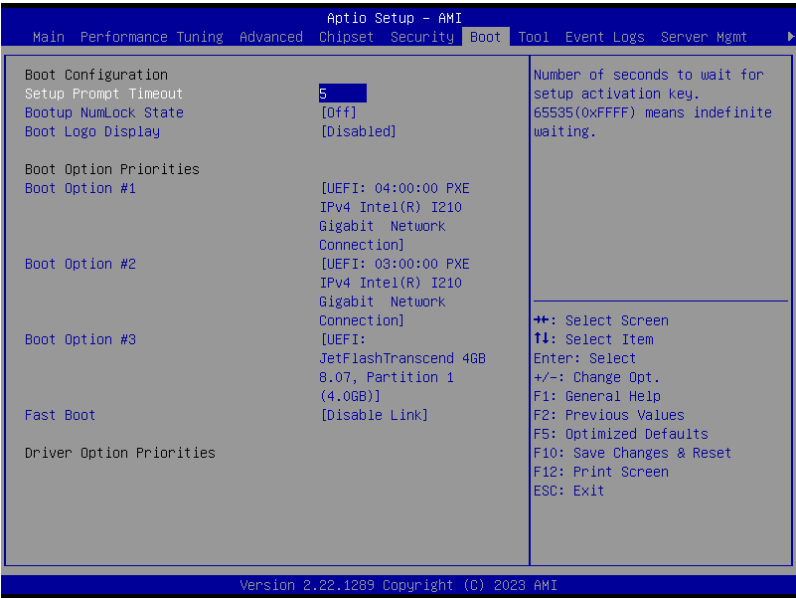 Aptio Setup – AMI
Main Performance Tuning Advanced Chipset Security Boot Tool Event Logs Server Mgmt
Boot Configuration
Setup Prompt Timeout 5
Bootup NumLock State [Off]
Boot Logo Display [Disabled]
Boot Option Priorities
Boot Option #1 [UEFI: 04:00:00 PXE
IPv4 Intel(R) I210
Gigabit Network
Connection]
Boot Option #2 [UEFI: 03:00:00 PXE
IPv4 Intel(R) I210
Gigabit Network
Connection]
Boot Option #3 [UEFI:
JetFlashTranscend 4GB
8.07, Partition 1
(4.0GB)]
Fast Boot [Disable Link]
Driver Option Priorities
Number of seconds to wait for
setup activation key.
65535(0xFFFF) means indefinite
waiting.
→←: Select Screen
↑↓: Select Item
Enter: Select
+/-: Change Opt.
F1: General Help
F2: Previous Values
F5: Optimized Defaults
F10: Save Changes & Reset
F12: Print Screen
ESC: Exit
Version 2.22.1289 Copyright (C) 2023 AMI